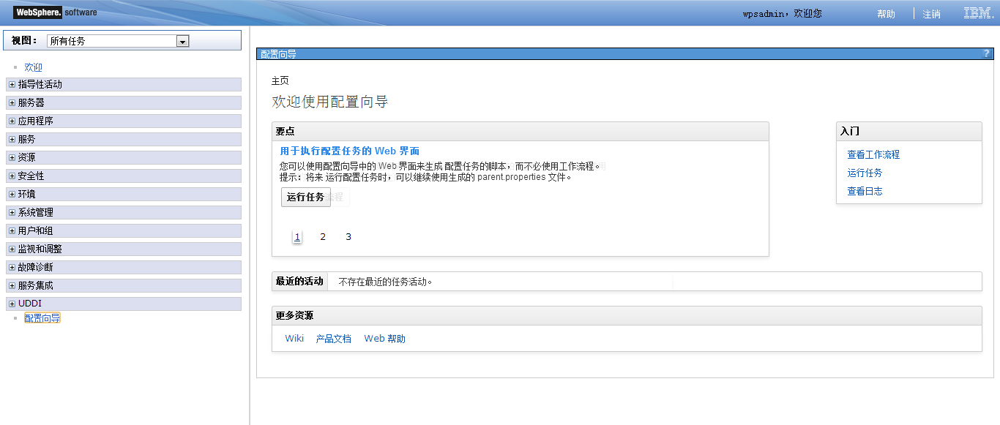 WebSphere. software
wpsadmin，欢迎您
帮助
注销
IBM.
视图：
所有任务
欢迎
指导性活动
服务器
应用程序
服务
资源
安全性
环境
系统管理
用户和组
监视和调整
故障诊断
服务集成
UDDI
配置向导
配置向导
?
主页
欢迎使用配置向导
要点
用于执行配置任务的 Web 界面
您可以使用配置向导中的 Web 界面来生成 配置任务的脚本，而不必使用工作流程。
提示：将来 运行配置任务时，可以继续使用生成的 parent.properties 文件。
运行任务
1 2 3
入门
查看工作流程
运行任务
查看日志
最近的活动
不存在最近的任务活动。
更多资源
Wiki 产品文档 Web 帮助